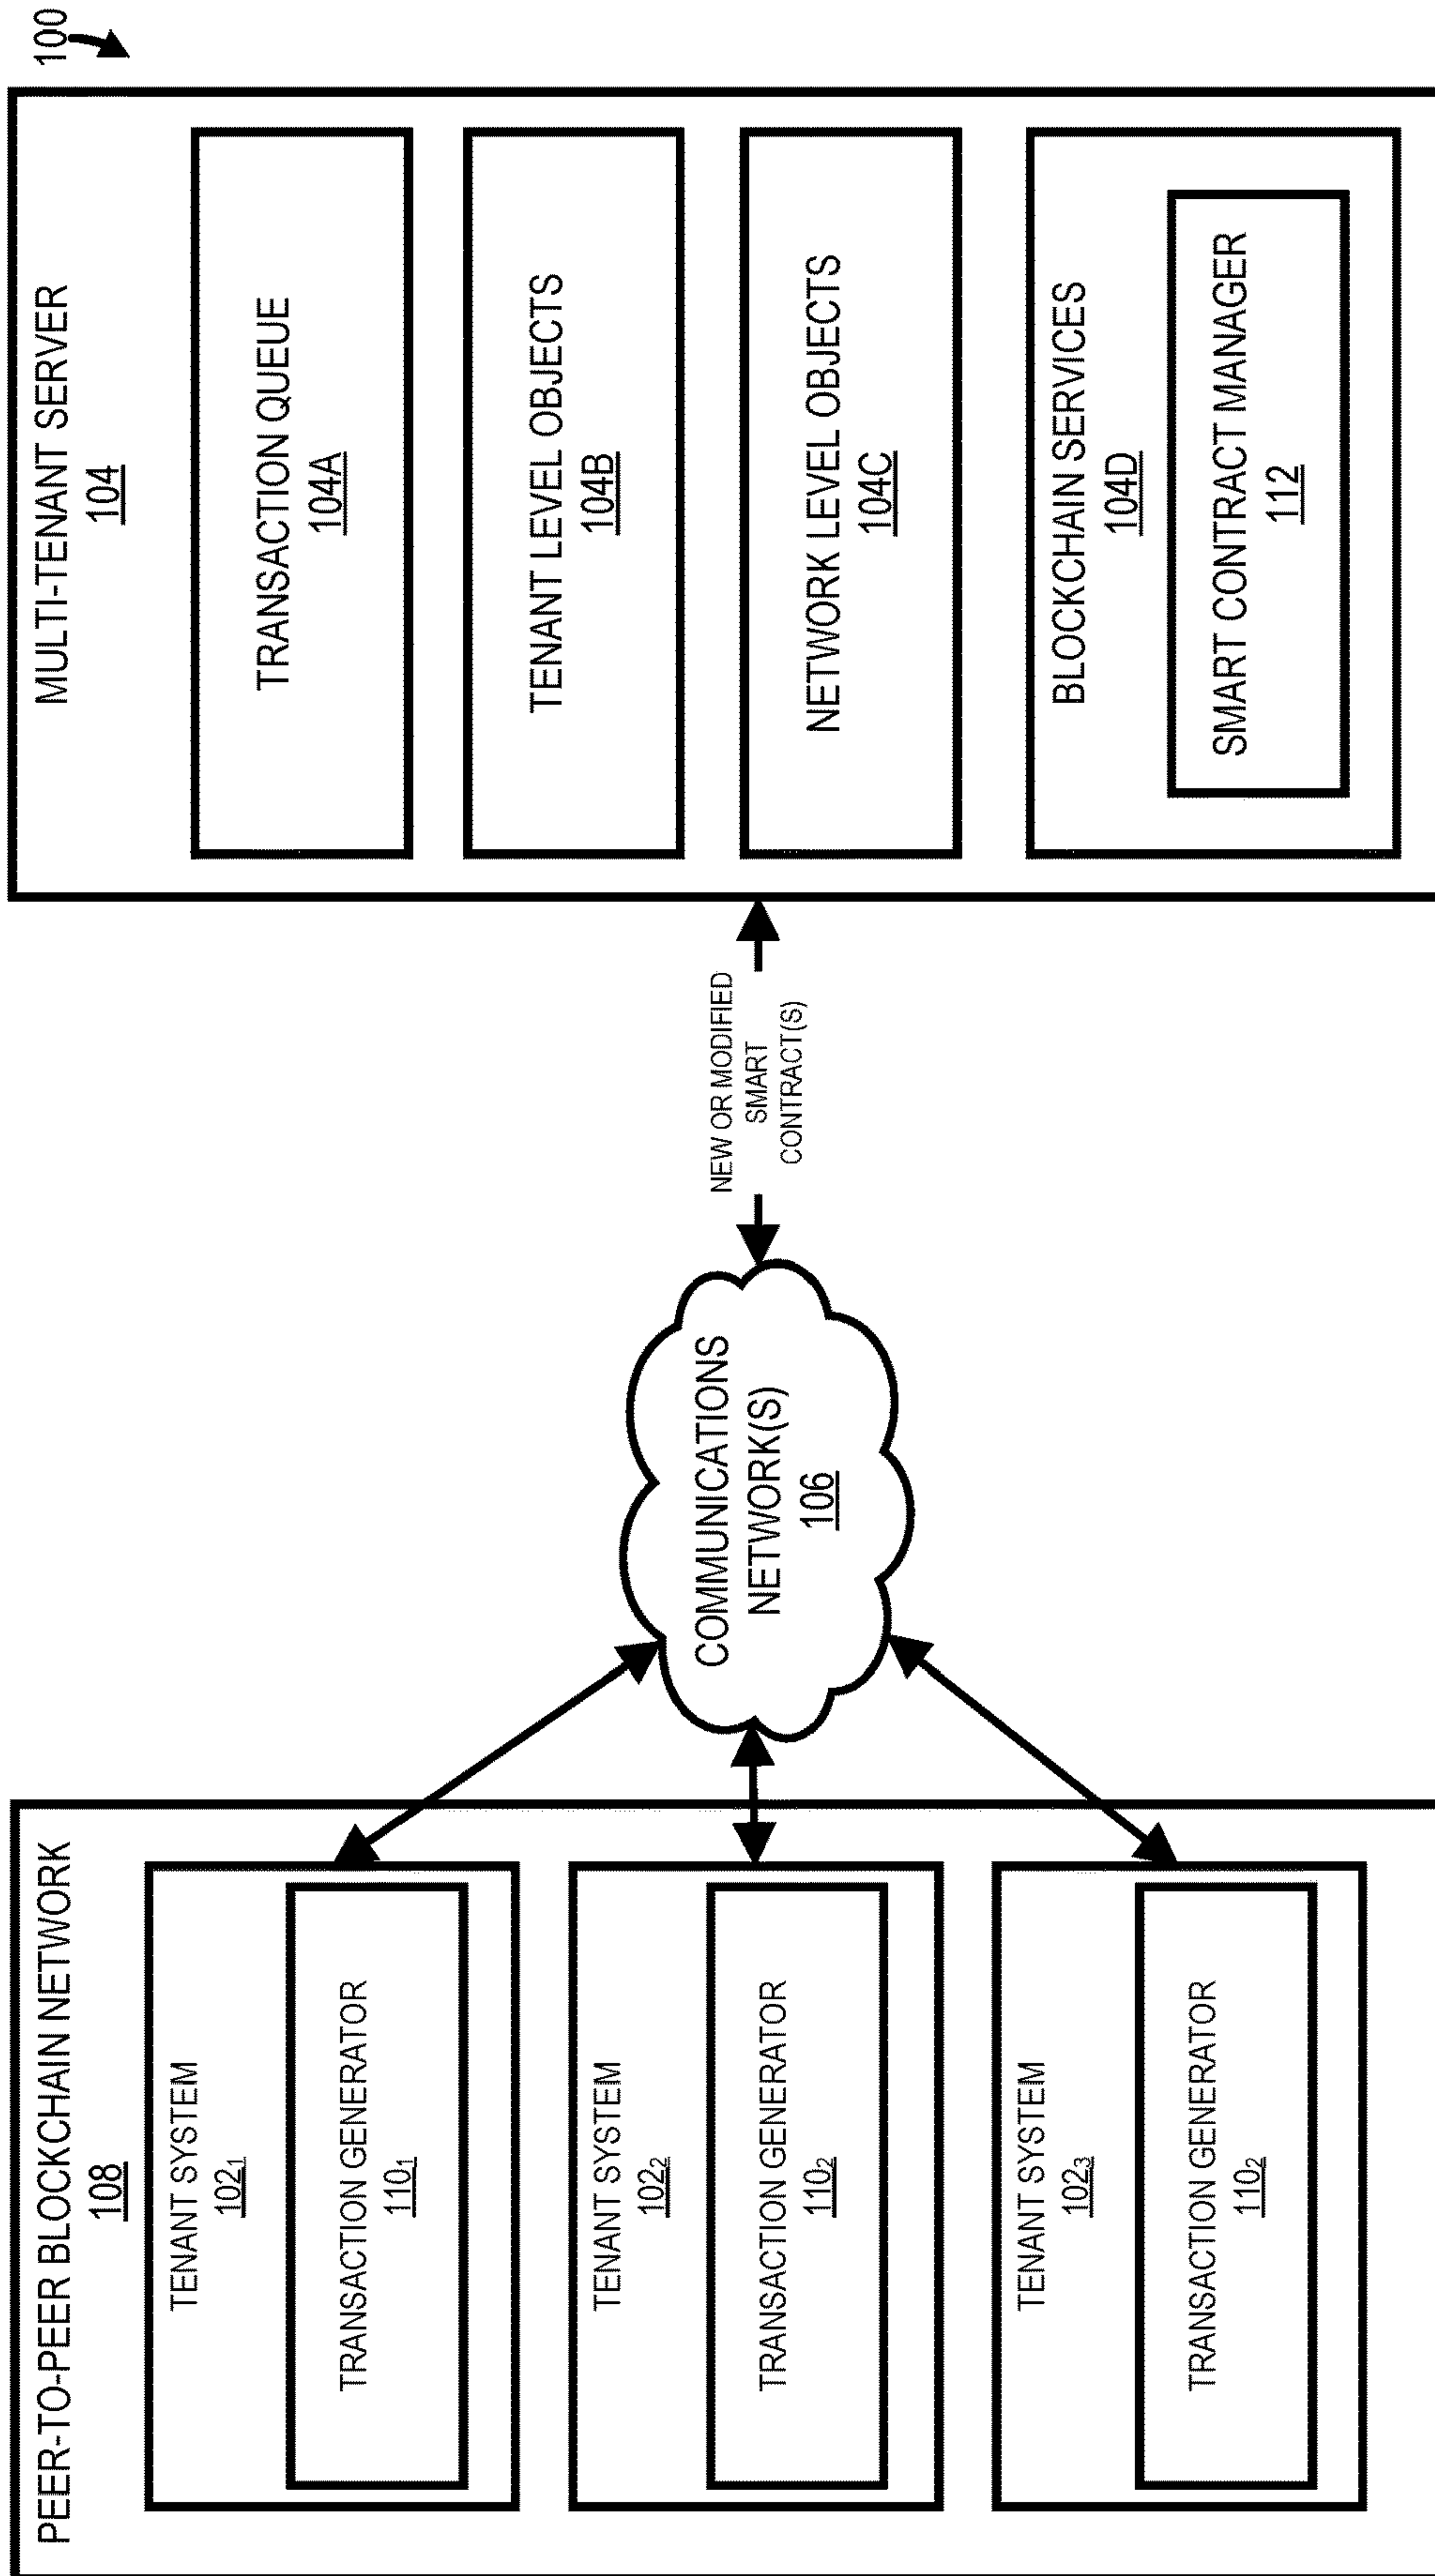 100
PEER-TO-PEER BLOCKCHAIN NETWORK
108
TENANT SYSTEM
102₁
TRANSACTION GENERATOR
110₁
TENANT SYSTEM
102₂
TRANSACTION GENERATOR
110₂
TENANT SYSTEM
102₃
TRANSACTION GENERATOR
110₂
COMMUNICATIONS
NETWORK(S)
106
NEW OR MODIFIED
SMART
CONTRACT(S)
MULTI-TENANT SERVER
104
TRANSACTION QUEUE
104A
TENANT LEVEL OBJECTS
104B
NETWORK LEVEL OBJECTS
104C
BLOCKCHAIN SERVICES
104D
SMART CONTRACT MANAGER
112